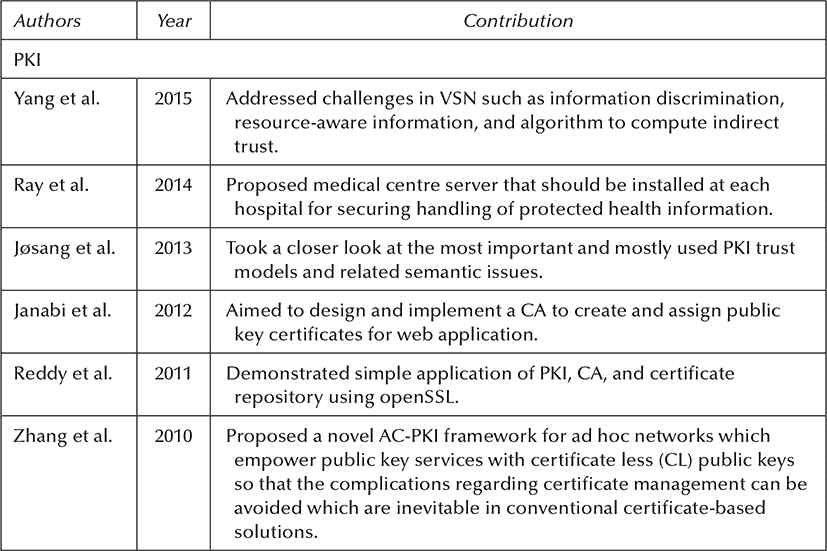 Authors Year Contribution
PKI
Yang et al. 2015 Addressed challenges in VSN such as information discrimination,
resource-aware information, and algorithm to compute indirect
trust.
Ray et al. 2014 Proposed medical centre server that should be installed at each
hospital for securing handling of protected health information.
Jøsang et al. 2013 Took a closer look at the most important and mostly used PKI trust
models and related semantic issues.
Janabi et al. 2012 Aimed to design and implement a CA to create and assign public
key certificates for web application.
Reddy et al. 2011 Demonstrated simple application of PKI, CA, and certificate
repository using openSSL.
Zhang et al. 2010 Proposed a novel AC-PKI framework for ad hoc networks which
empower public key services with certificate less (CL) public keys
so that the complications regarding certificate management can be
avoided which are inevitable in conventional certificate-based
solutions.